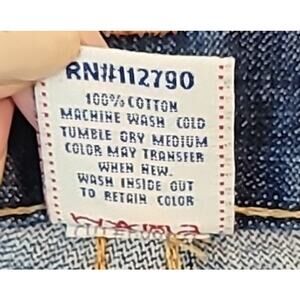 RN#112790
100% COTTON
MACHINE WASH COLD
TUMBLE DRY MEDIUM
COLOR MAY TRANSFER
WHEN NEW.
WASH INSIDE OUT
TO RETAIN COLOR